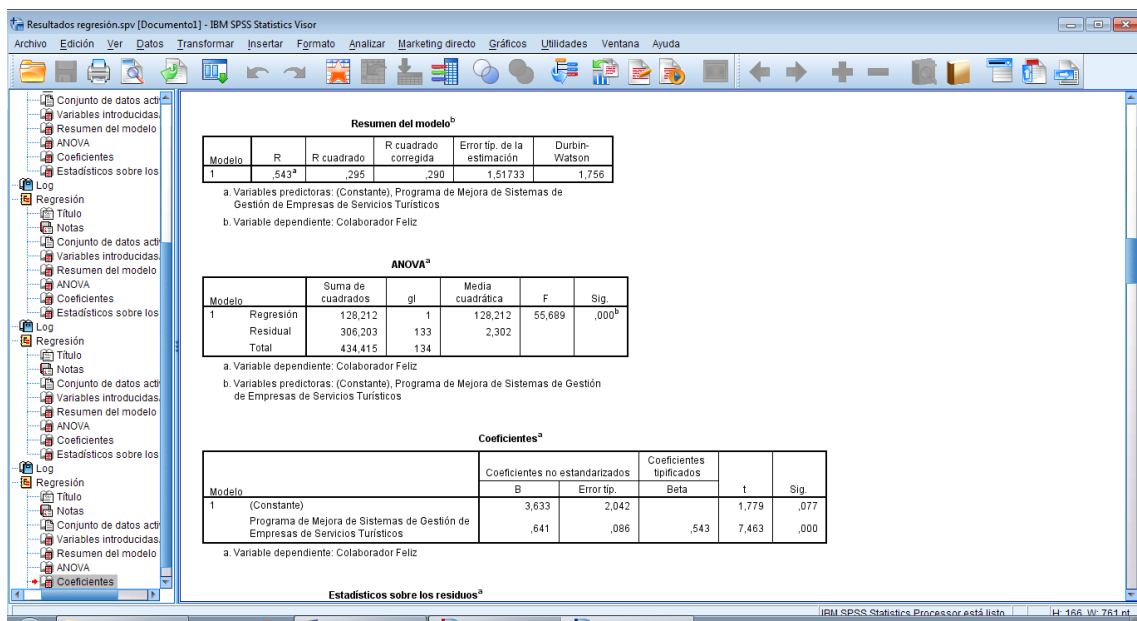 Resultados regresión.spv [Documento1] - IBM SPSS Statistics Visor
Archivo Edición Ver Datos Transformar Insertar Formato Analizar Marketing directo Gráficos Utilidades Ventana Ayuda
Conjunto de datos acti
Variables introducidas.
Resumen del modelo
ANOVA
Coeficientes
Estadísticos sobre los
Log
Regresión
Título
Notas
Conjunto de datos acti
Variables introducidas.
Resumen del modelo
ANOVA
Coeficientes
Estadísticos sobre los
Log
Regresión
Título
Notas
Conjunto de datos acti
Variables introducidas.
Resumen del modelo
ANOVA
Coeficientes
Estadísticos sobre los
Log
Regresión
Título
Notas
Conjunto de datos acti
Variables introducidas.
Resumen del modelo
ANOVA
Coeficientes
Resumen del modelo b
Modelo R R cuadrado R cuadrado corregida Error típ. de la estimación Durbin-Watson
1 ,543a ,295 ,290 1,51733 1,756
a. Variables predictoras: (Constante), Programa de Mejora de Sistemas de
Gestión de Empresas de Servicios Turísticos
b. Variable dependiente: Colaborador Feliz
ANOVA a
Modelo Suma de cuadrados gl Media cuadrática F Sig.
1 Regresión 128,212 1 128,212 55,689 ,000b
Residual 306,203 133 2,302
Total 434,415 134
a. Variable dependiente: Colaborador Feliz
b. Variables predictoras: (Constante), Programa de Mejora de Sistemas de Gestión
de Empresas de Servicios Turísticos
Coeficientes a
Modelo Coeficientes no estandarizados Coeficientes tipificados t Sig.
B Error típ. Beta
1 (Constante) 3,633 2,042 1,779 ,077
Programa de Mejora de Sistemas de Gestión de
Empresas de Servicios Turísticos ,641 ,086 ,543 7,463 ,000
a. Variable dependiente: Colaborador Feliz
Estadísticos sobre los residuos a
IBM SPSS Statistics Processor está listo H: 166, W: 761 pt